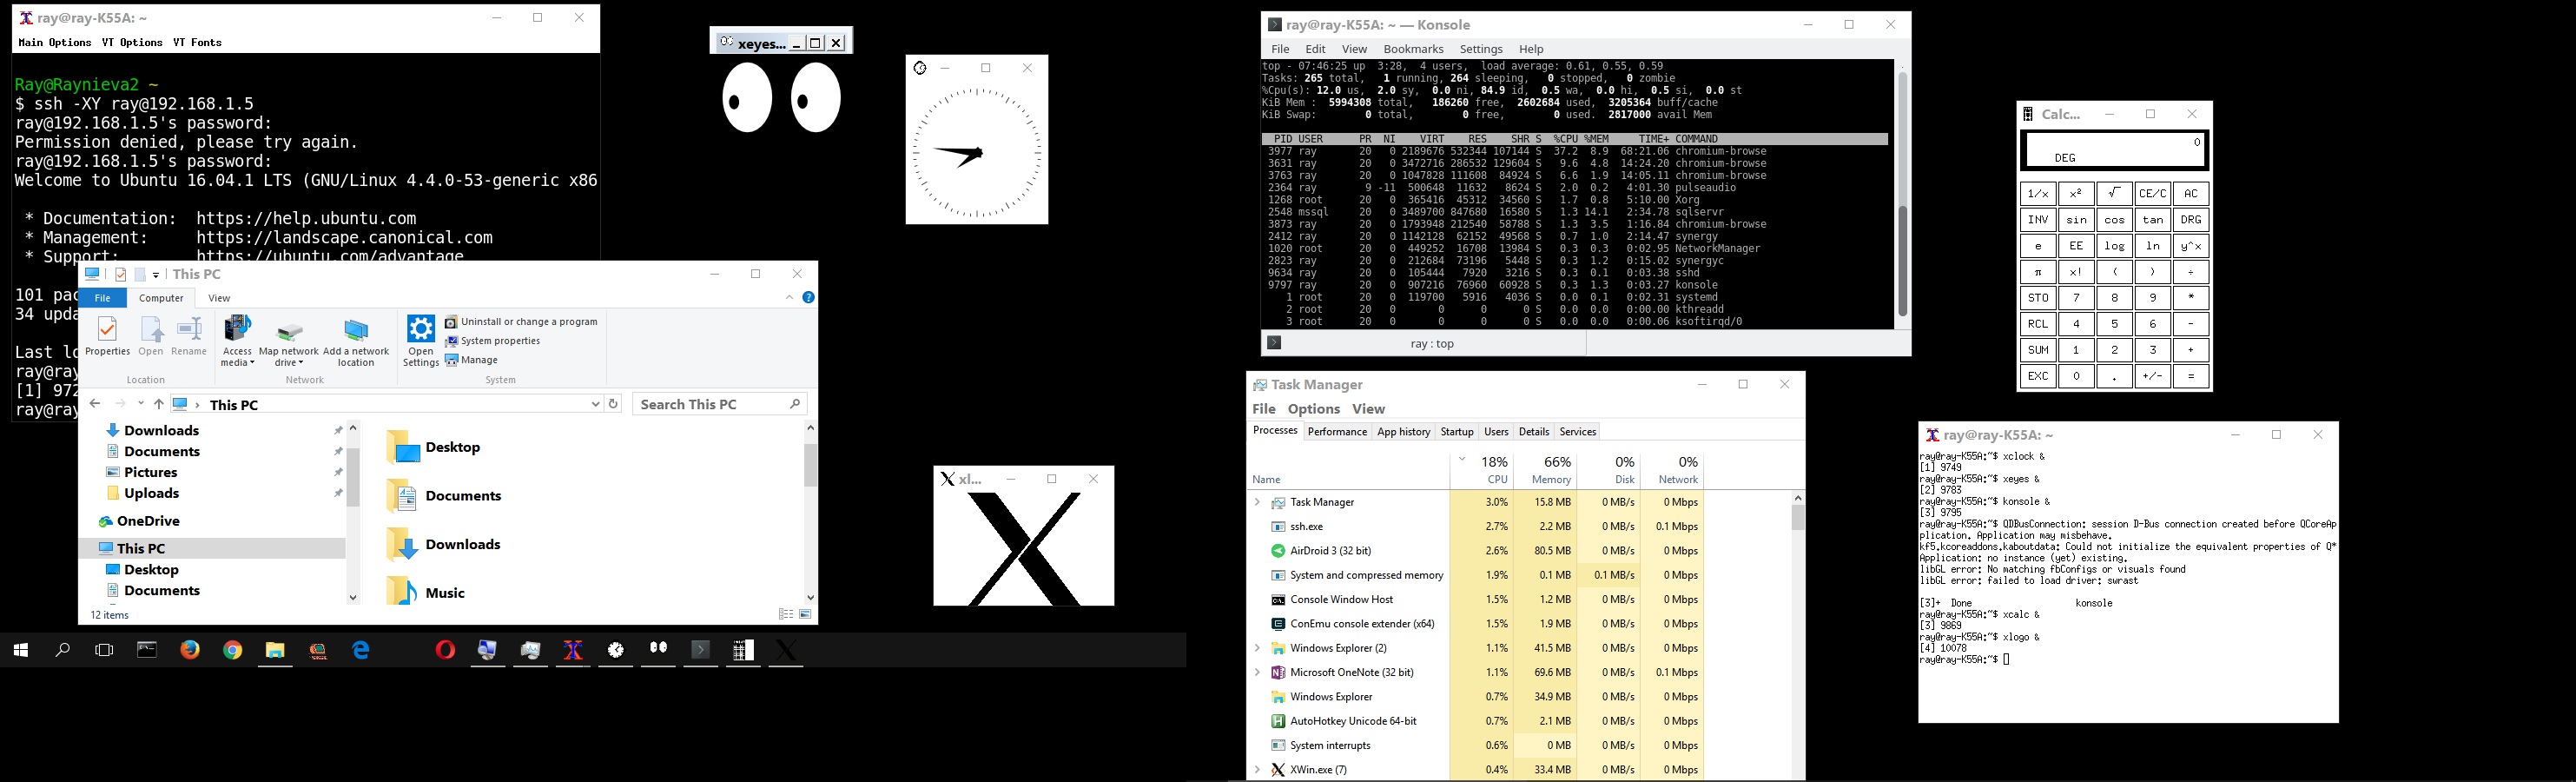 ray@ray-K55A: ~
Main Options  VT Options  VT Fonts
Ray@Raynieva2 ~
$ ssh -XY ray@192.168.1.5
ray@192.168.1.5's password:
Permission denied, please try again.
ray@192.168.1.5's password:
Welcome to Ubuntu 16.04.1 LTS (GNU/Linux 4.4.0-53-generic x86
* Documentation:  https://help.ubuntu.com
* Management:     https://landscape.canonical.com
* Support:        https://ubuntu.com/advantage
101 pac
34 upda
Last lo
ray@ray
[1] 972
ray@ray
This PC
File  Computer  View
Properties  Open  Rename
Access media  Map network drive  Add a network location
Open Settings
Uninstall or change a program
System properties
Manage
Location  Network  System
This PC
Search This PC
Downloads
Documents
Pictures
Uploads
OneDrive
This PC
Desktop
Documents
Desktop
Documents
Downloads
Music
12 items
xeyes...
xl...
ray@ray-K55A: ~ — Konsole
File  Edit  View  Bookmarks  Settings  Help
top - 07:46:25 up  3:28,  4 users,  load average: 0.61, 0.55, 0.59
Tasks: 265 total,   1 running, 264 sleeping,   0 stopped,   0 zombie
%Cpu(s): 12.0 us,  2.0 sy,  0.0 ni, 84.9 id,  0.5 wa,  0.0 hi,  0.5 si,  0.0 st
KiB Mem :  5994308 total,   186260 free,  2602684 used,  3205364 buff/cache
KiB Swap:        0 total,        0 free,        0 used.  2817000 avail Mem
PID USER      PR  NI    VIRT    RES    SHR S  %CPU %MEM     TIME+ COMMAND
3977 ray       20   0 2189676 532344 107144 S  37.2  8.9  68:21.06 chromium-browse
3631 ray       20   0 3472716 286532 129604 S   9.6  4.8  14:24.20 chromium-browse
3763 ray       20   0 1047828 111608  84924 S   6.6  1.9  14:05.11 chromium-browse
2364 ray        9 -11  500648  11632   8624 S   2.0  0.2   4:01.30 pulseaudio
1268 root      20   0  365416  45312  34560 S   1.7  0.8   5:10.00 Xorg
2548 mssql     20   0 3489700 847680  16580 S   1.3 14.1   2:34.78 sqlservr
3873 ray       20   0 1793948 212540  58788 S   1.3  3.5   1:16.84 chromium-browse
2412 ray       20   0 1142128  62152  49568 S   0.7  1.0   2:14.47 synergy
1020 root      20   0  449252  16708  13984 S   0.3  0.3   0:02.95 NetworkManager
2823 ray       20   0  212684  73196   5448 S   0.3  1.2   0:15.02 synergyc
9634 ray       20   0  105444   7920   3216 S   0.3  0.1   0:03.38 sshd
9797 ray       20   0  907216  76960  60928 S   0.3  1.3   0:03.27 konsole
1 root      20   0  119700   5916   4036 S   0.0  0.1   0:02.31 systemd
2 root      20   0       0      0      0 S   0.0  0.0   0:00.00 kthreadd
3 root      20   0       0      0      0 S   0.0  0.0   0:00.06 ksoftirqd/0
ray : top
Task Manager
File  Options  View
Processes  Performance  App history  Startup  Users  Details  Services
18%  66%  0%  0%
Name  CPU  Memory  Disk  Network
Task Manager  3.0%  15.8 MB  0 MB/s  0 Mbps
ssh.exe  2.7%  2.2 MB  0 MB/s  0.1 Mbps
AirDroid 3 (32 bit)  2.6%  80.5 MB  0 MB/s  0 Mbps
System and compressed memory  1.9%  0.1 MB  0.1 MB/s  0 Mbps
Console Window Host  1.5%  1.2 MB  0 MB/s  0 Mbps
ConEmu console extender (x64)  1.5%  1.9 MB  0 MB/s  0 Mbps
Windows Explorer (2)  1.1%  41.5 MB  0 MB/s  0 Mbps
Microsoft OneNote (32 bit)  1.1%  69.6 MB  0 MB/s  0.1 Mbps
Windows Explorer  0.7%  34.9 MB  0 MB/s  0 Mbps
AutoHotkey Unicode 64-bit  0.7%  2.1 MB  0 MB/s  0 Mbps
System interrupts  0.6%  0 MB  0 MB/s  0 Mbps
XWin.exe (7)  0.4%  33.4 MB  0 MB/s  0 Mbps
Calc...
0
DEG
1/x  x²  √  CE/C  AC
INV  sin  cos  tan  DRG
e  EE  log  ln  y^x
π  x!  (  )  ÷
STO  7  8  9  *
RCL  4  5  6  -
SUM  1  2  3  +
EXC  0  .  +/-  =
ray@ray-K55A: ~
ray@ray-K55A:~$ xclock &
[1] 9749
ray@ray-K55A:~$ xeyes &
[2] 9783
ray@ray-K55A:~$ konsole &
[3] 9795
ray@ray-K55A:~$ QDBusConnection: session D-Bus connection created before QCoreAp
plication. Application may misbehave.
kf5.kcoreaddons.kaboutdata: Could not initialize the equivalent properties of Q*
Application: no instance (yet) existing.
libGL error: No matching fbConfigs or visuals found
libGL error: failed to load driver: swrast
[3]+  Done                    konsole
ray@ray-K55A:~$ xcalc &
[3] 9869
ray@ray-K55A:~$ xlogo &
[4] 10078
ray@ray-K55A:~$